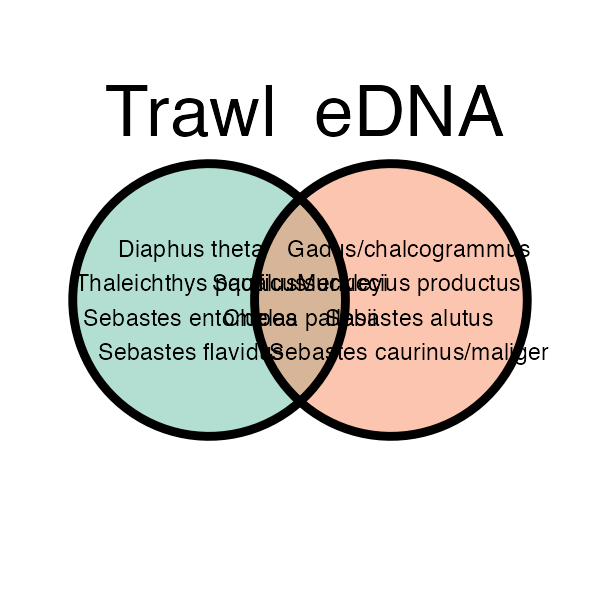 Trawl eDNA
Diaphus theta
Gadus/chalcogrammus
Thaleichthys pacificus
Squalus suckleyi
Merluccius productus
Sebastes entomelas
Clupea pallasii
Sebastes alutus
Sebastes flavidus
Sebastes caurinus/maliger